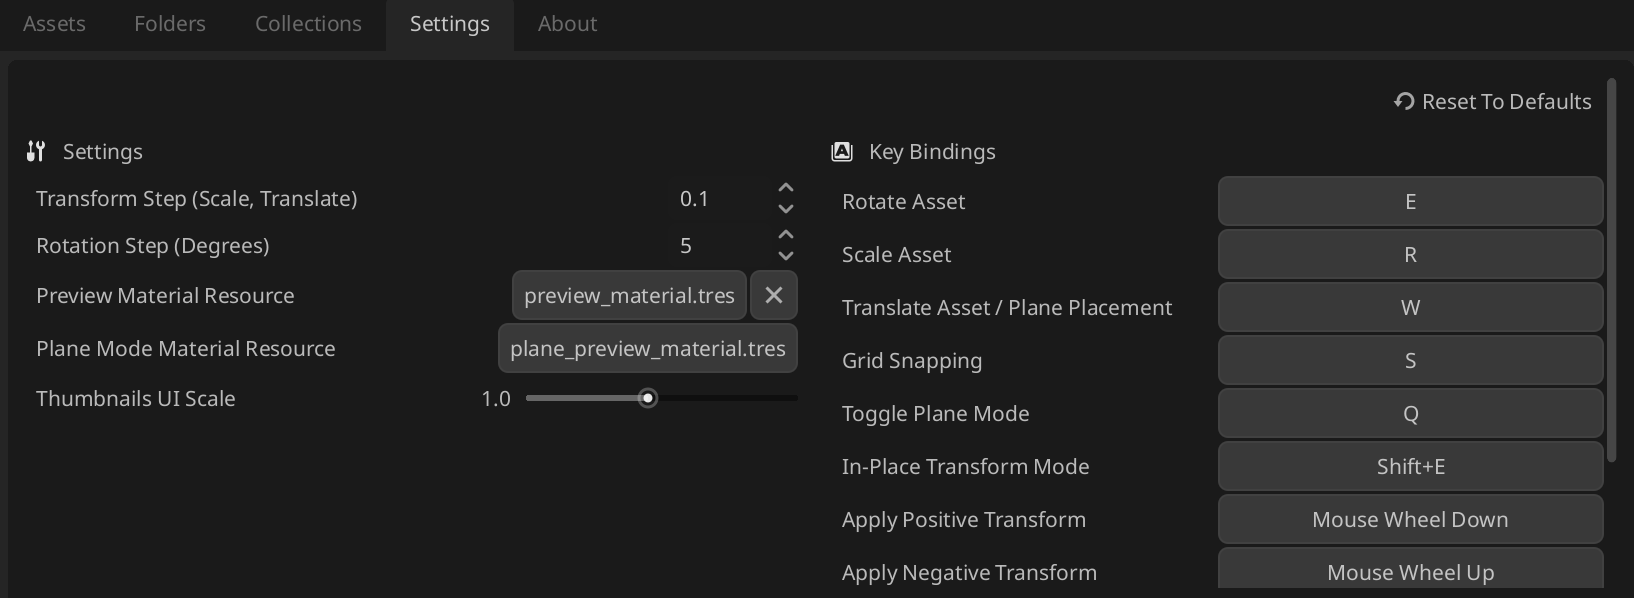 Assets Folders Collections Settings About
Reset To Defaults
Settings
Transform Step (Scale, Translate) 0.1
Rotation Step (Degrees) 5
Preview Material Resource preview_material.tres
Plane Mode Material Resource plane_preview_material.tres
Thumbnails UI Scale 1.0
Key Bindings
Rotate Asset E
Scale Asset R
Translate Asset / Plane Placement W
Grid Snapping S
Toggle Plane Mode Q
In-Place Transform Mode Shift+E
Apply Positive Transform Mouse Wheel Down
Apply Negative Transform Mouse Wheel Up